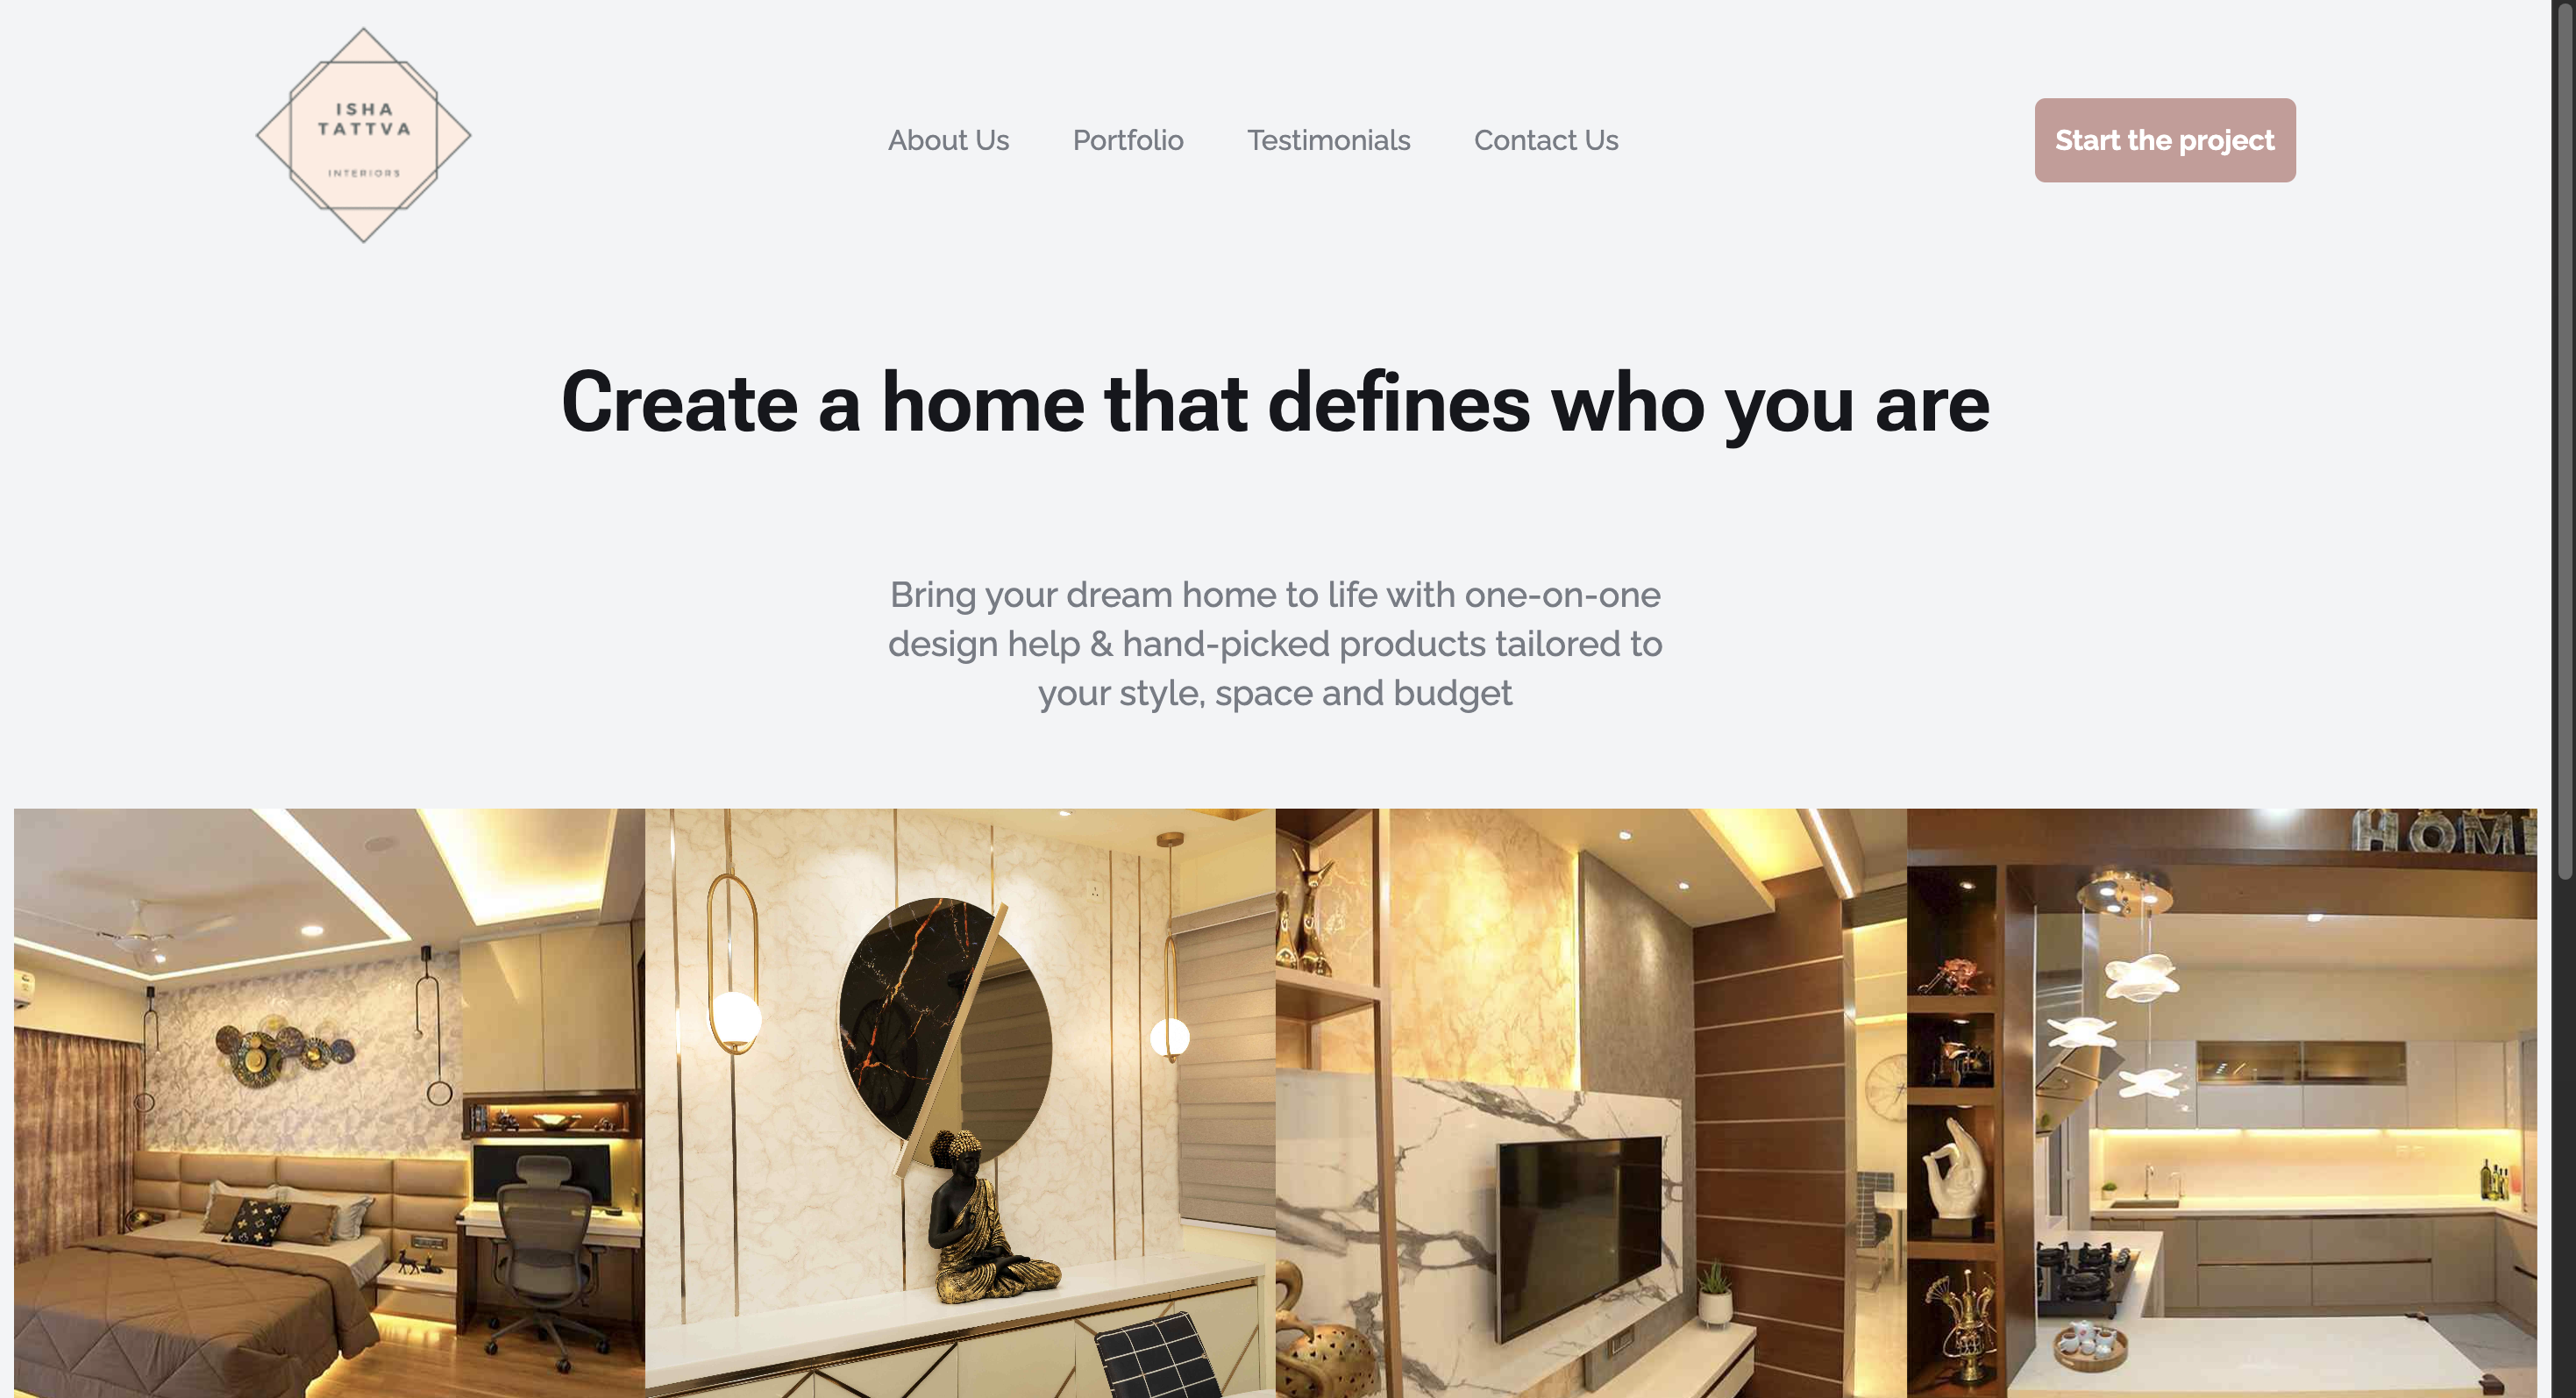 ISHA
TATTVA
INTERIORS
About Us
Portfolio
Testimonials
Contact Us
Start the project
Create a home that defines who you are
Bring your dream home to life with one-on-one
design help & hand-picked products tailored to
your style, space and budget
HOME